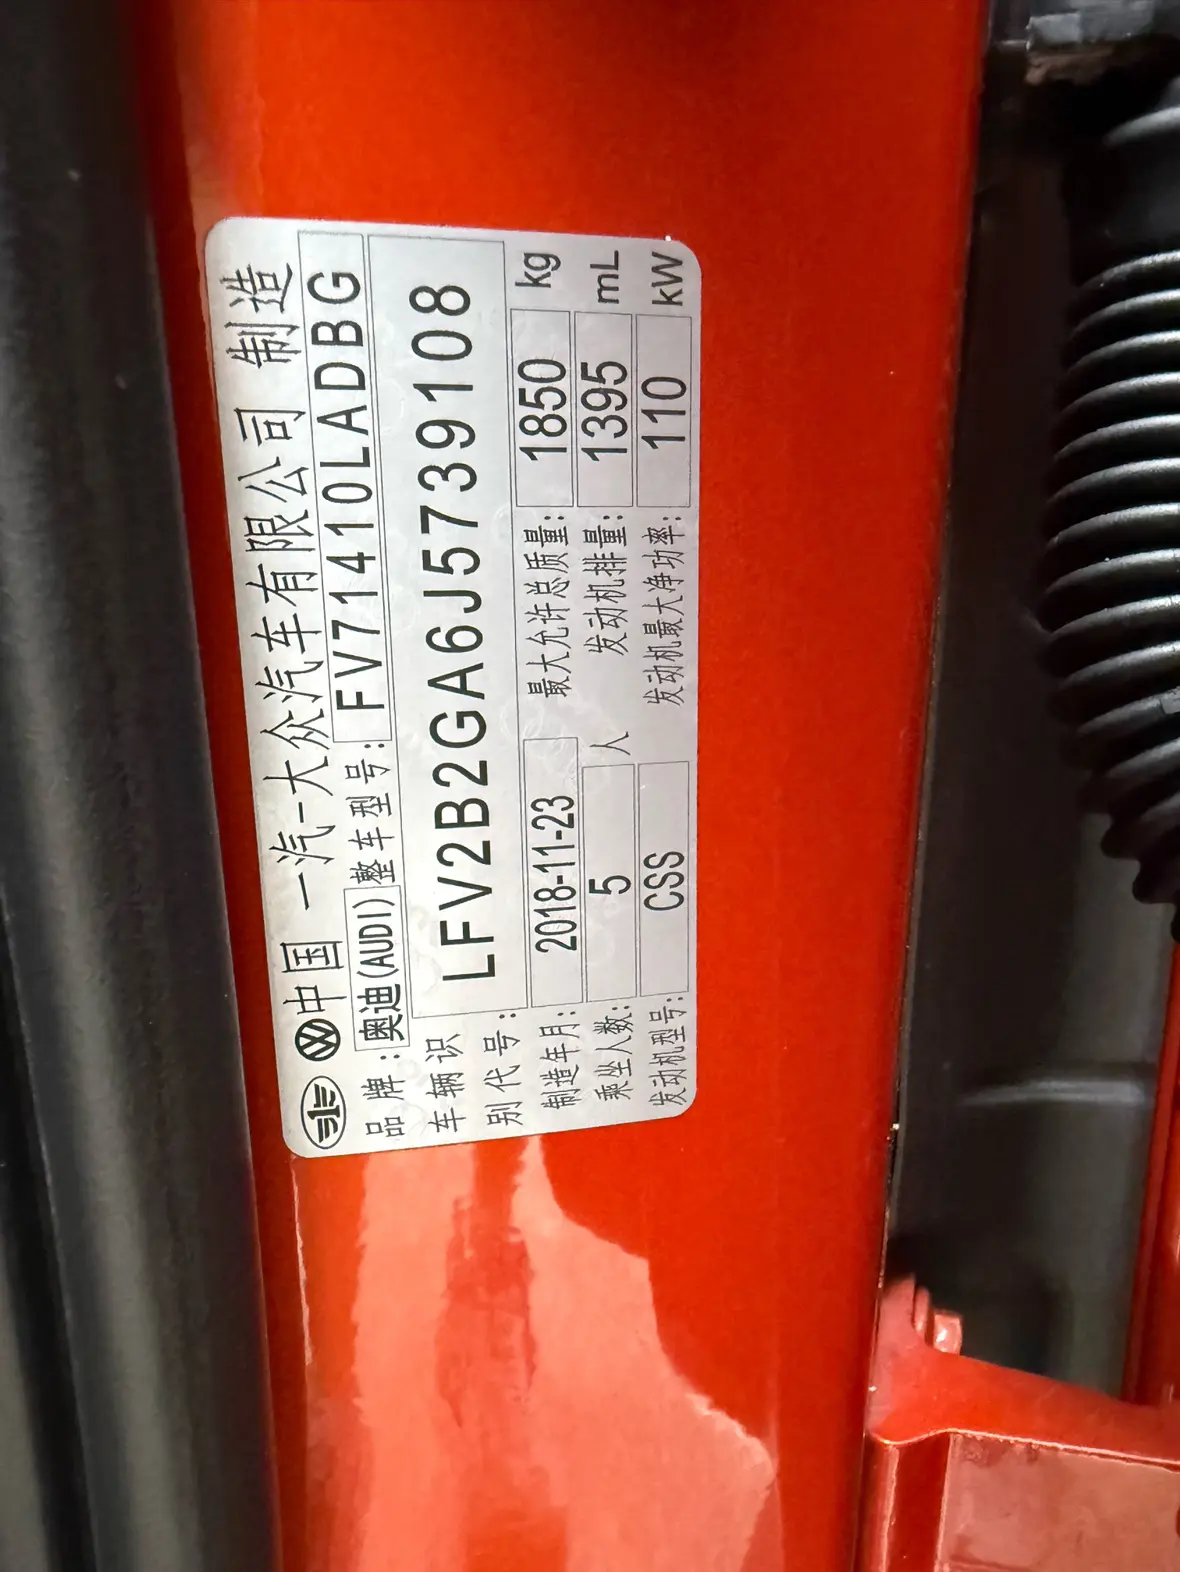 中国 一汽-大众汽车有限公司 制造
品牌: 奥迪(AUDI) 整车型号: FV71410LADBG
车辆识别代号: LFV2B2GA6J5739108
制造年月: 2018-11-23 最大允许总质量: 1850 kg
乘坐人数: 5 人 发动机排量: 1395 mL
发动机型号: CSS 发动机最大净功率: 110 kW